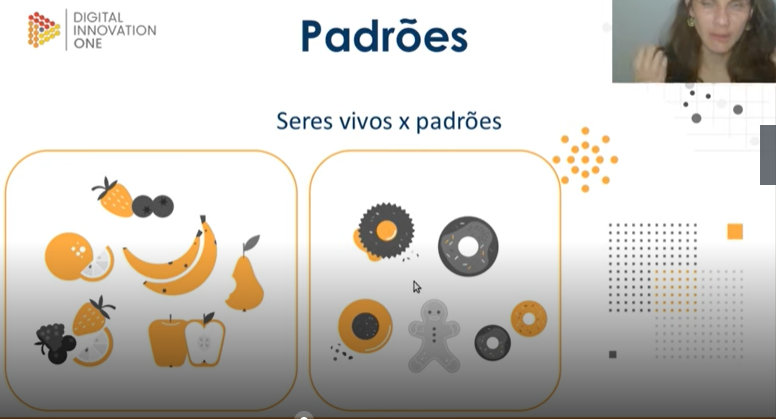 DIGITAL
INNOVATION
ONE
Padrões
Seres vivos x padrões